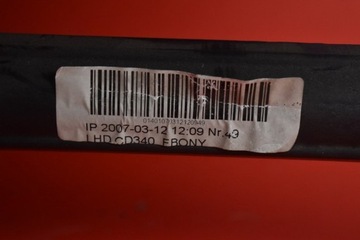 IP 2007-03-12 12:09 Nr.43
LHD CD340 EBONY